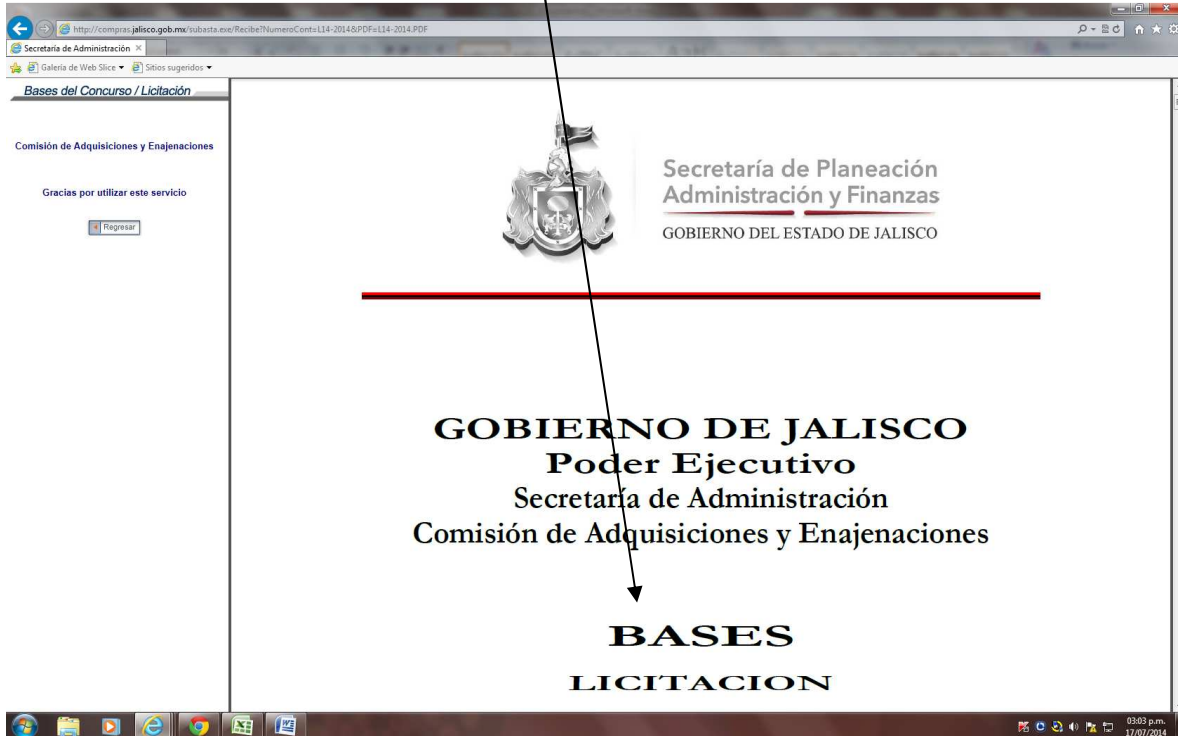 http://compras.jalisco.gob.mx/subasta.exe/Recibe?NumeroCont=L14-2014&PDF=L14-2014.PDF
Secretaría de Administración
Galería de Web Slice
Sitios sugeridos
Bases del Concurso / Licitación
Comisión de Adquisiciones y Enajenaciones
Gracias por utilizar este servicio
Regresar
Secretaría de Planeación
Administración y Finanzas
GOBIERNO DEL ESTADO DE JALISCO
GOBIERNO DE JALISCO
Poder Ejecutivo
Secretaría de Administración
Comisión de Adquisiciones y Enajenaciones
BASES
LICITACION
03:03 p.m.
17/07/2014